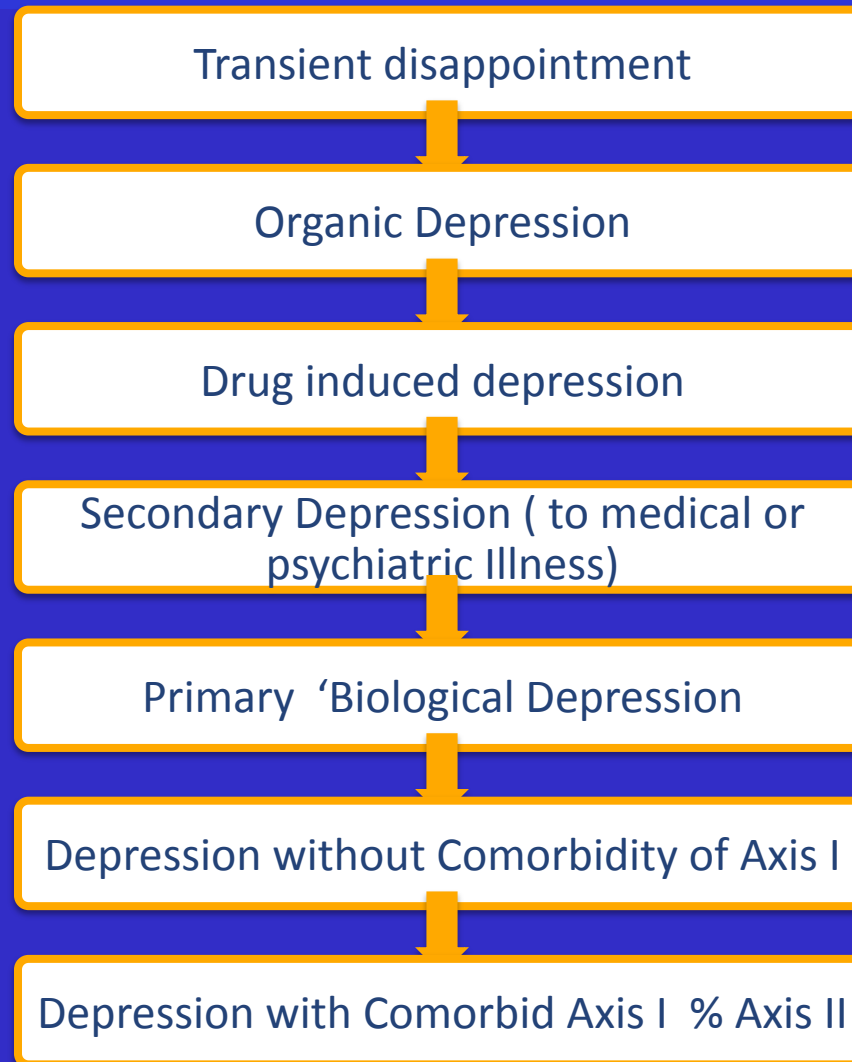 Transient disappointment
Organic Depression
Drug induced depression
Secondary Depression ( to medical or
psychiatric Illness)
Primary ‘Biological Depression
Depression without Comorbidity of Axis I
Depression with Comorbid Axis I % Axis II